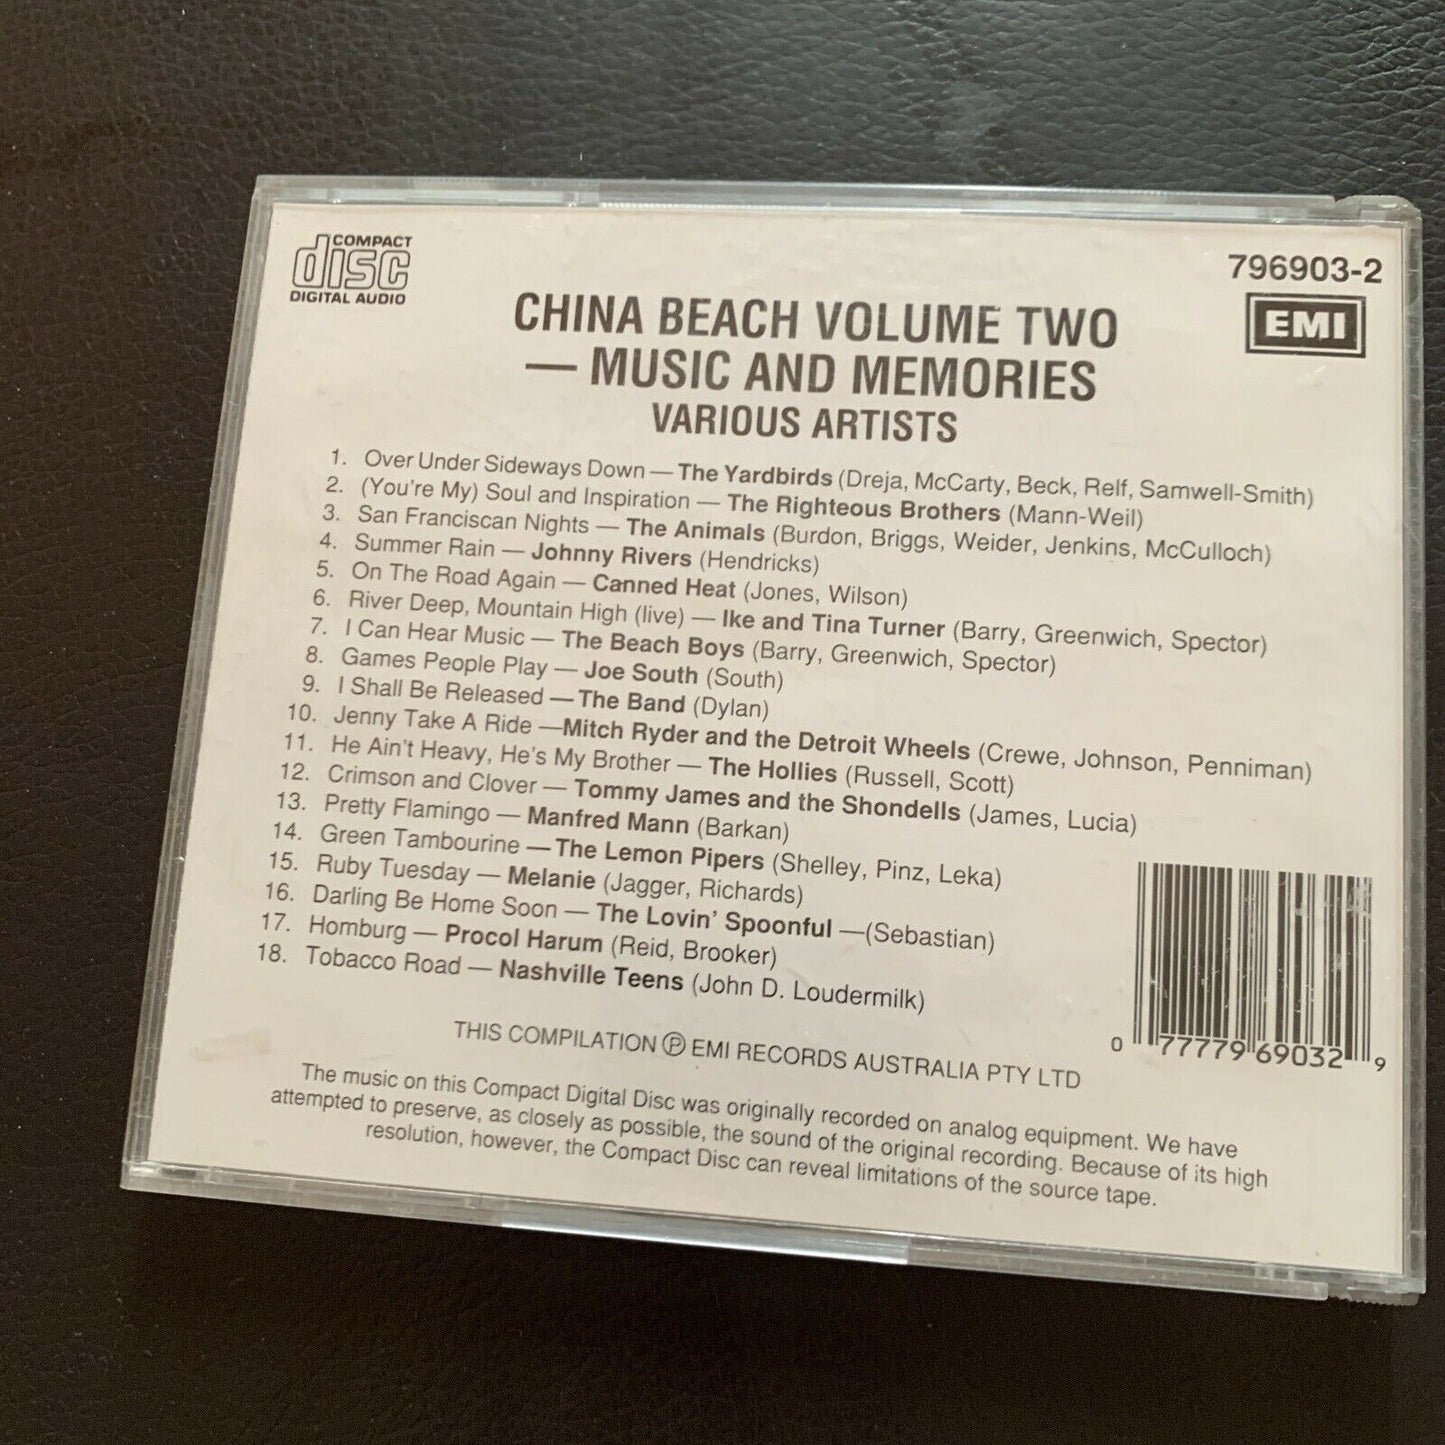 COMPACT
disc
DIGITAL AUDIO
796903-2
EMI
CHINA BEACH VOLUME TWO
— MUSIC AND MEMORIES
VARIOUS ARTISTS
1. Over Under Sideways Down — The Yardbirds (Dreja, McCarty, Beck, Relf, Samwell-Smith)
2. (You're My) Soul and Inspiration — The Righteous Brothers (Mann-Weil)
3. San Franciscan Nights — The Animals (Burdon, Briggs, Weider, Jenkins, McCulloch)
4. Summer Rain — Johnny Rivers (Hendricks)
5. On The Road Again — Canned Heat (Jones, Wilson)
6. River Deep, Mountain High (live) — Ike and Tina Turner (Barry, Greenwich, Spector)
7. I Can Hear Music — The Beach Boys (Barry, Greenwich, Spector)
8. Games People Play — Joe South (South)
9. I Shall Be Released — The Band (Dylan)
10. Jenny Take A Ride —Mitch Ryder and the Detroit Wheels (Crewe, Johnson, Penniman)
11. He Ain't Heavy, He's My Brother — The Hollies (Russell, Scott)
12. Crimson and Clover — Tommy James and the Shondells (James, Lucia)
13. Pretty Flamingo — Manfred Mann (Barkan)
14. Green Tambourine — The Lemon Pipers (Shelley, Pinz, Leka)
15. Ruby Tuesday — Melanie (Jagger, Richards)
16. Darling Be Home Soon — The Lovin' Spoonful —(Sebastian)
17. Homburg — Procol Harum (Reid, Brooker)
18. Tobacco Road — Nashville Teens (John D. Loudermilk)
0 77779 69032 9
THIS COMPILATION Ⓟ EMI RECORDS AUSTRALIA PTY LTD
The music on this Compact Digital Disc was originally recorded on analog equipment. We have
attempted to preserve, as closely as possible, the sound of the original recording. Because of its high
resolution, however, the Compact Disc can reveal limitations of the source tape.